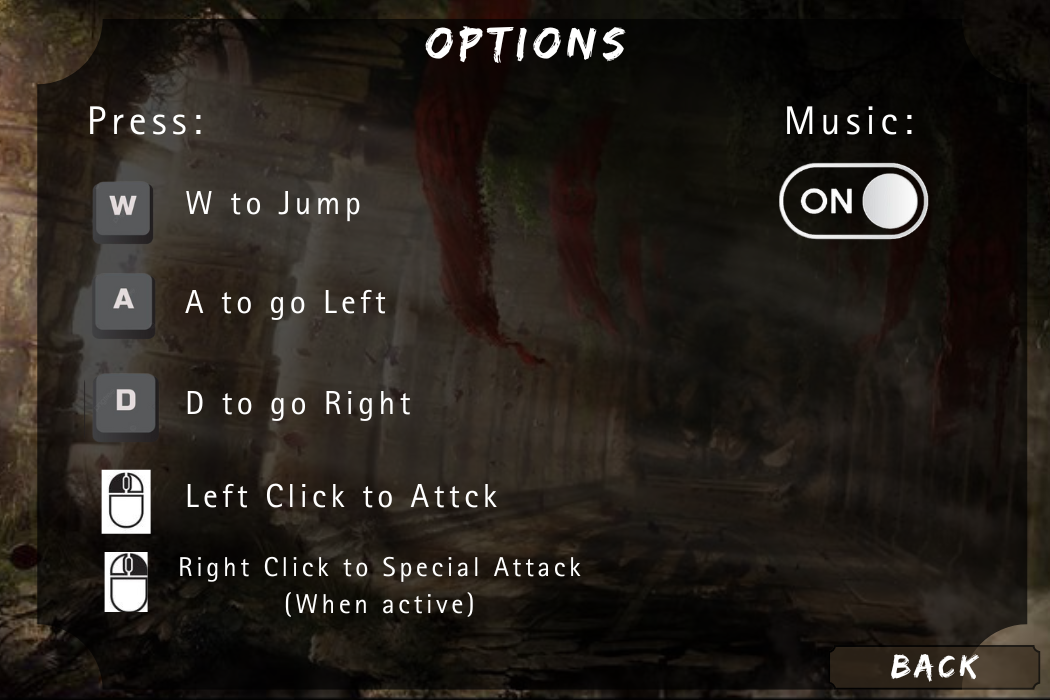 OPTIONS
Press:
W W to Jump
A A to go Left
D D to go Right
Left Click to Attck
Right Click to Special Attack
(When active)
Music:
ON
BACK